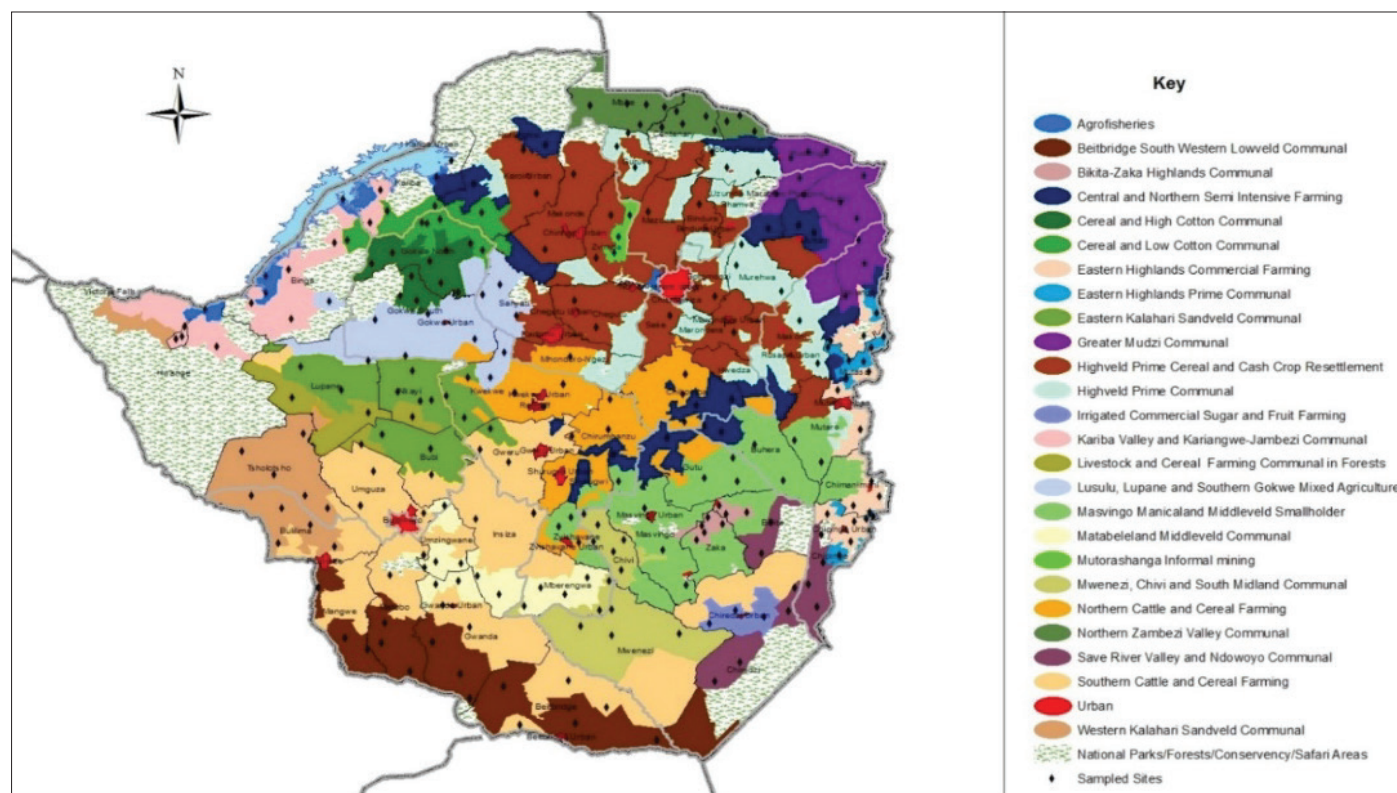 N
Key
Agrofisheries
Beitbridge South Western Lowveld Communal
Bikita-Zaka Highlands Communal
Central and Northern Semi Intensive Farming
Cereal and High Cotton Communal
Cereal and Low Cotton Communal
Eastern Highlands Commercial Farming
Eastern Highlands Prime Communal
Eastern Kalahari Sandveld Communal
Greater Mudzi Communal
Highveld Prime Cereal and Cash Crop Resettlement
Highveld Prime Communal
Irrigated Commercial Sugar and Fruit Farming
Kariba Valley and Kariangwe-Jambezi Communal
Livestock and Cereal Farming Communal in Forests
Lusulu, Lupane and Southern Gokwe Mixed Agriculture
Masvingo Manicaland Middleveld Smallholder
Matabeleland Middleveld Communal
Mutorashanga Informal mining
Mwenezi, Chivi and South Midland Communal
Northern Cattle and Cereal Farming
Northern Zambezi Valley Communal
Save River Valley and Ndowoyo Communal
Southern Cattle and Cereal Farming
Urban
Western Kalahari Sandveld Communal
National Parks/Forests/Conservency/Safari Areas
Sampled Sites
Binga
Gokwe Urban
Murehwa
Hwedza
Lupane
Bubi
Chirumanzu
Gweru
Gutu
Buhera
Mutare
Tsholotsho
Umguza
Insiza
Umzingwane
Masvingo Urban
Masvingo
Zaka
Chivi
Mberengwa
Gwanda
Mwenezi